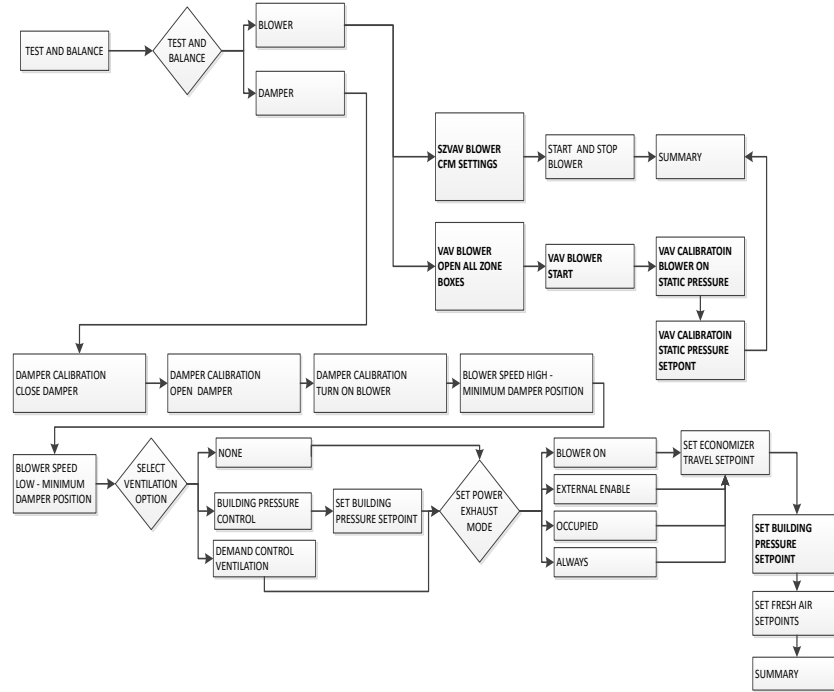 TEST AND BALANCE
TEST AND
BALANCE
BLOWER
DAMPER
SZVAV BLOWER
CFM SETTINGS
START AND STOP
BLOWER
SUMMARY
VAV BLOWER
OPEN ALL ZONE
BOXES
VAV BLOWER
START
VAV CALIBRATOIN
BLOWER ON
STATIC PRESSURE
VAV CALIBRATOIN
STATIC PRESSURE
SETPONT
DAMPER CALIBRATION
CLOSE DAMPER
DAMPER CALIBRATION
OPEN DAMPER
DAMPER CALIBRATION
TURN ON BLOWER
BLOWER SPEED HIGH -
MINIMUM DAMPER POSITION
BLOWER SPEED
LOW - MINIMUM
DAMPER POSITION
SELECT
VENTILATION
OPTION
NONE
BUILDING PRESSURE
CONTROL
SET BUILDING
PRESSURE SETPOINT
DEMAND CONTROL
VENTILATION
SET POWER
EXHAUST
MODE
BLOWER ON
EXTERNAL ENABLE
OCCUPIED
ALWAYS
SET ECONOMIZER
TRAVEL SETPOINT
SET BUILDING
PRESSURE
SETPOINT
SET FRESH AIR
SETPOINTS
SUMMARY